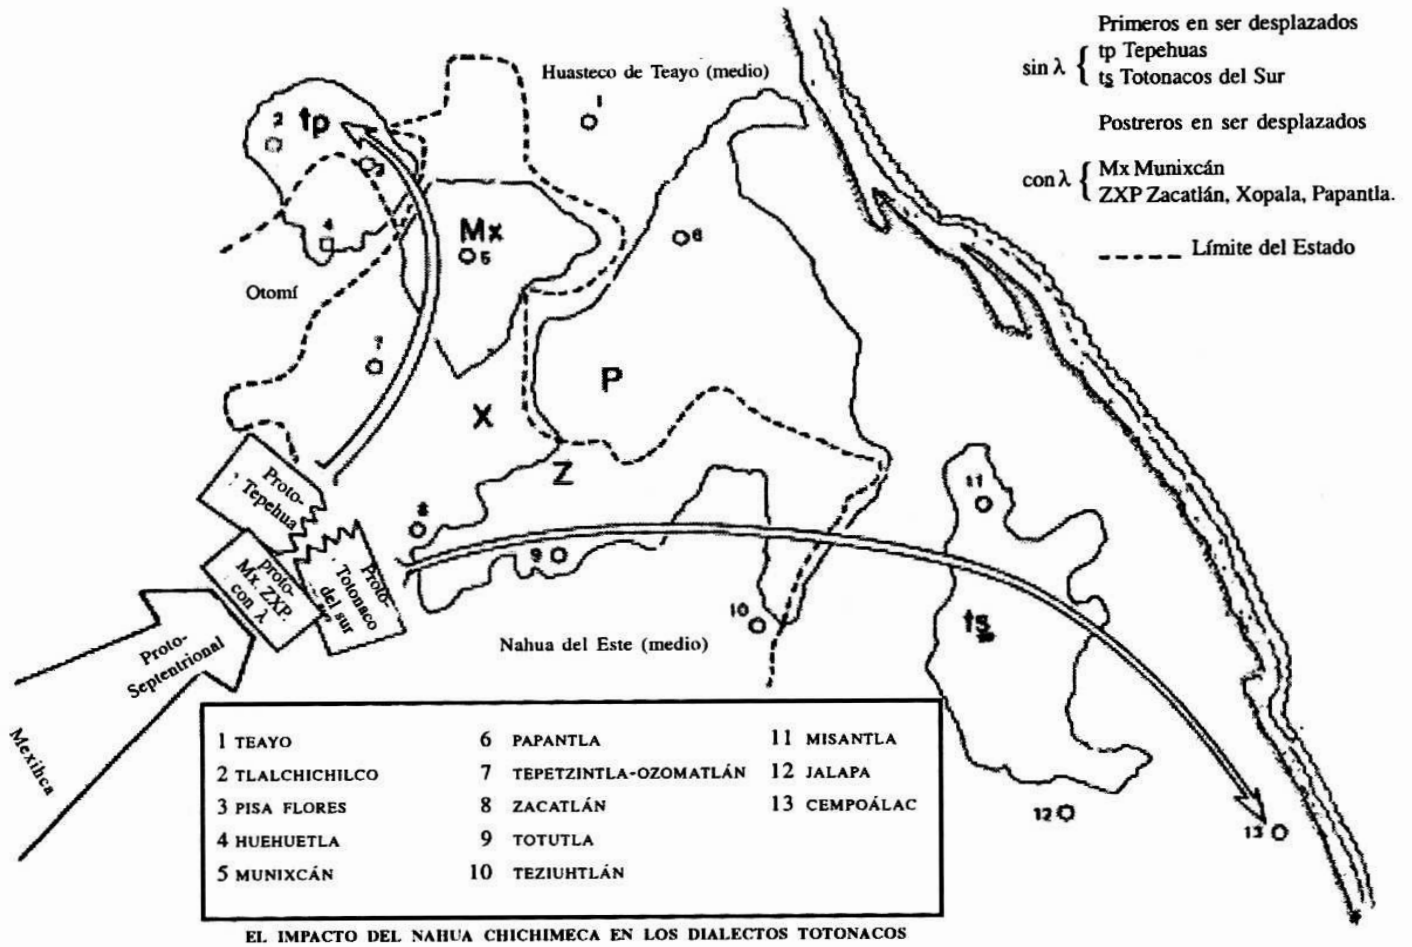 Primeros en ser desplazados
sin λ { tp Tepehuas
ts Totonacos del Sur
Postreros en ser desplazados
con λ { Mx Munixcán
ZXP Zacatlán, Xopala, Papantla.
Límite del Estado
Huasteco de Teayo (medio)
1
2
tp
3
4
Mx
5
6
Otomí
7
P
X
Z
8
9
10
11
ts
12
13
Proto-
Tepehua
proto-
Mx. ZXP.
con λ
Proto-
Totonaco
del sur
Proto-
Septentrional
Mexihca
Nahua del Este (medio)
1 TEAYO
2 TLALCHICHILCO
3 PISA FLORES
4 HUEHUETLA
5 MUNIXCÁN
6 PAPANTLA
7 TEPETZINTLA-OZOMATLÁN
8 ZACATLÁN
9 TOTUTLA
10 TEZIUHTLÁN
11 MISANTLA
12 JALAPA
13 CEMPOÁLAC
EL IMPACTO DEL NAHUA CHICHIMECA EN LOS DIALECTOS TOTONACOS